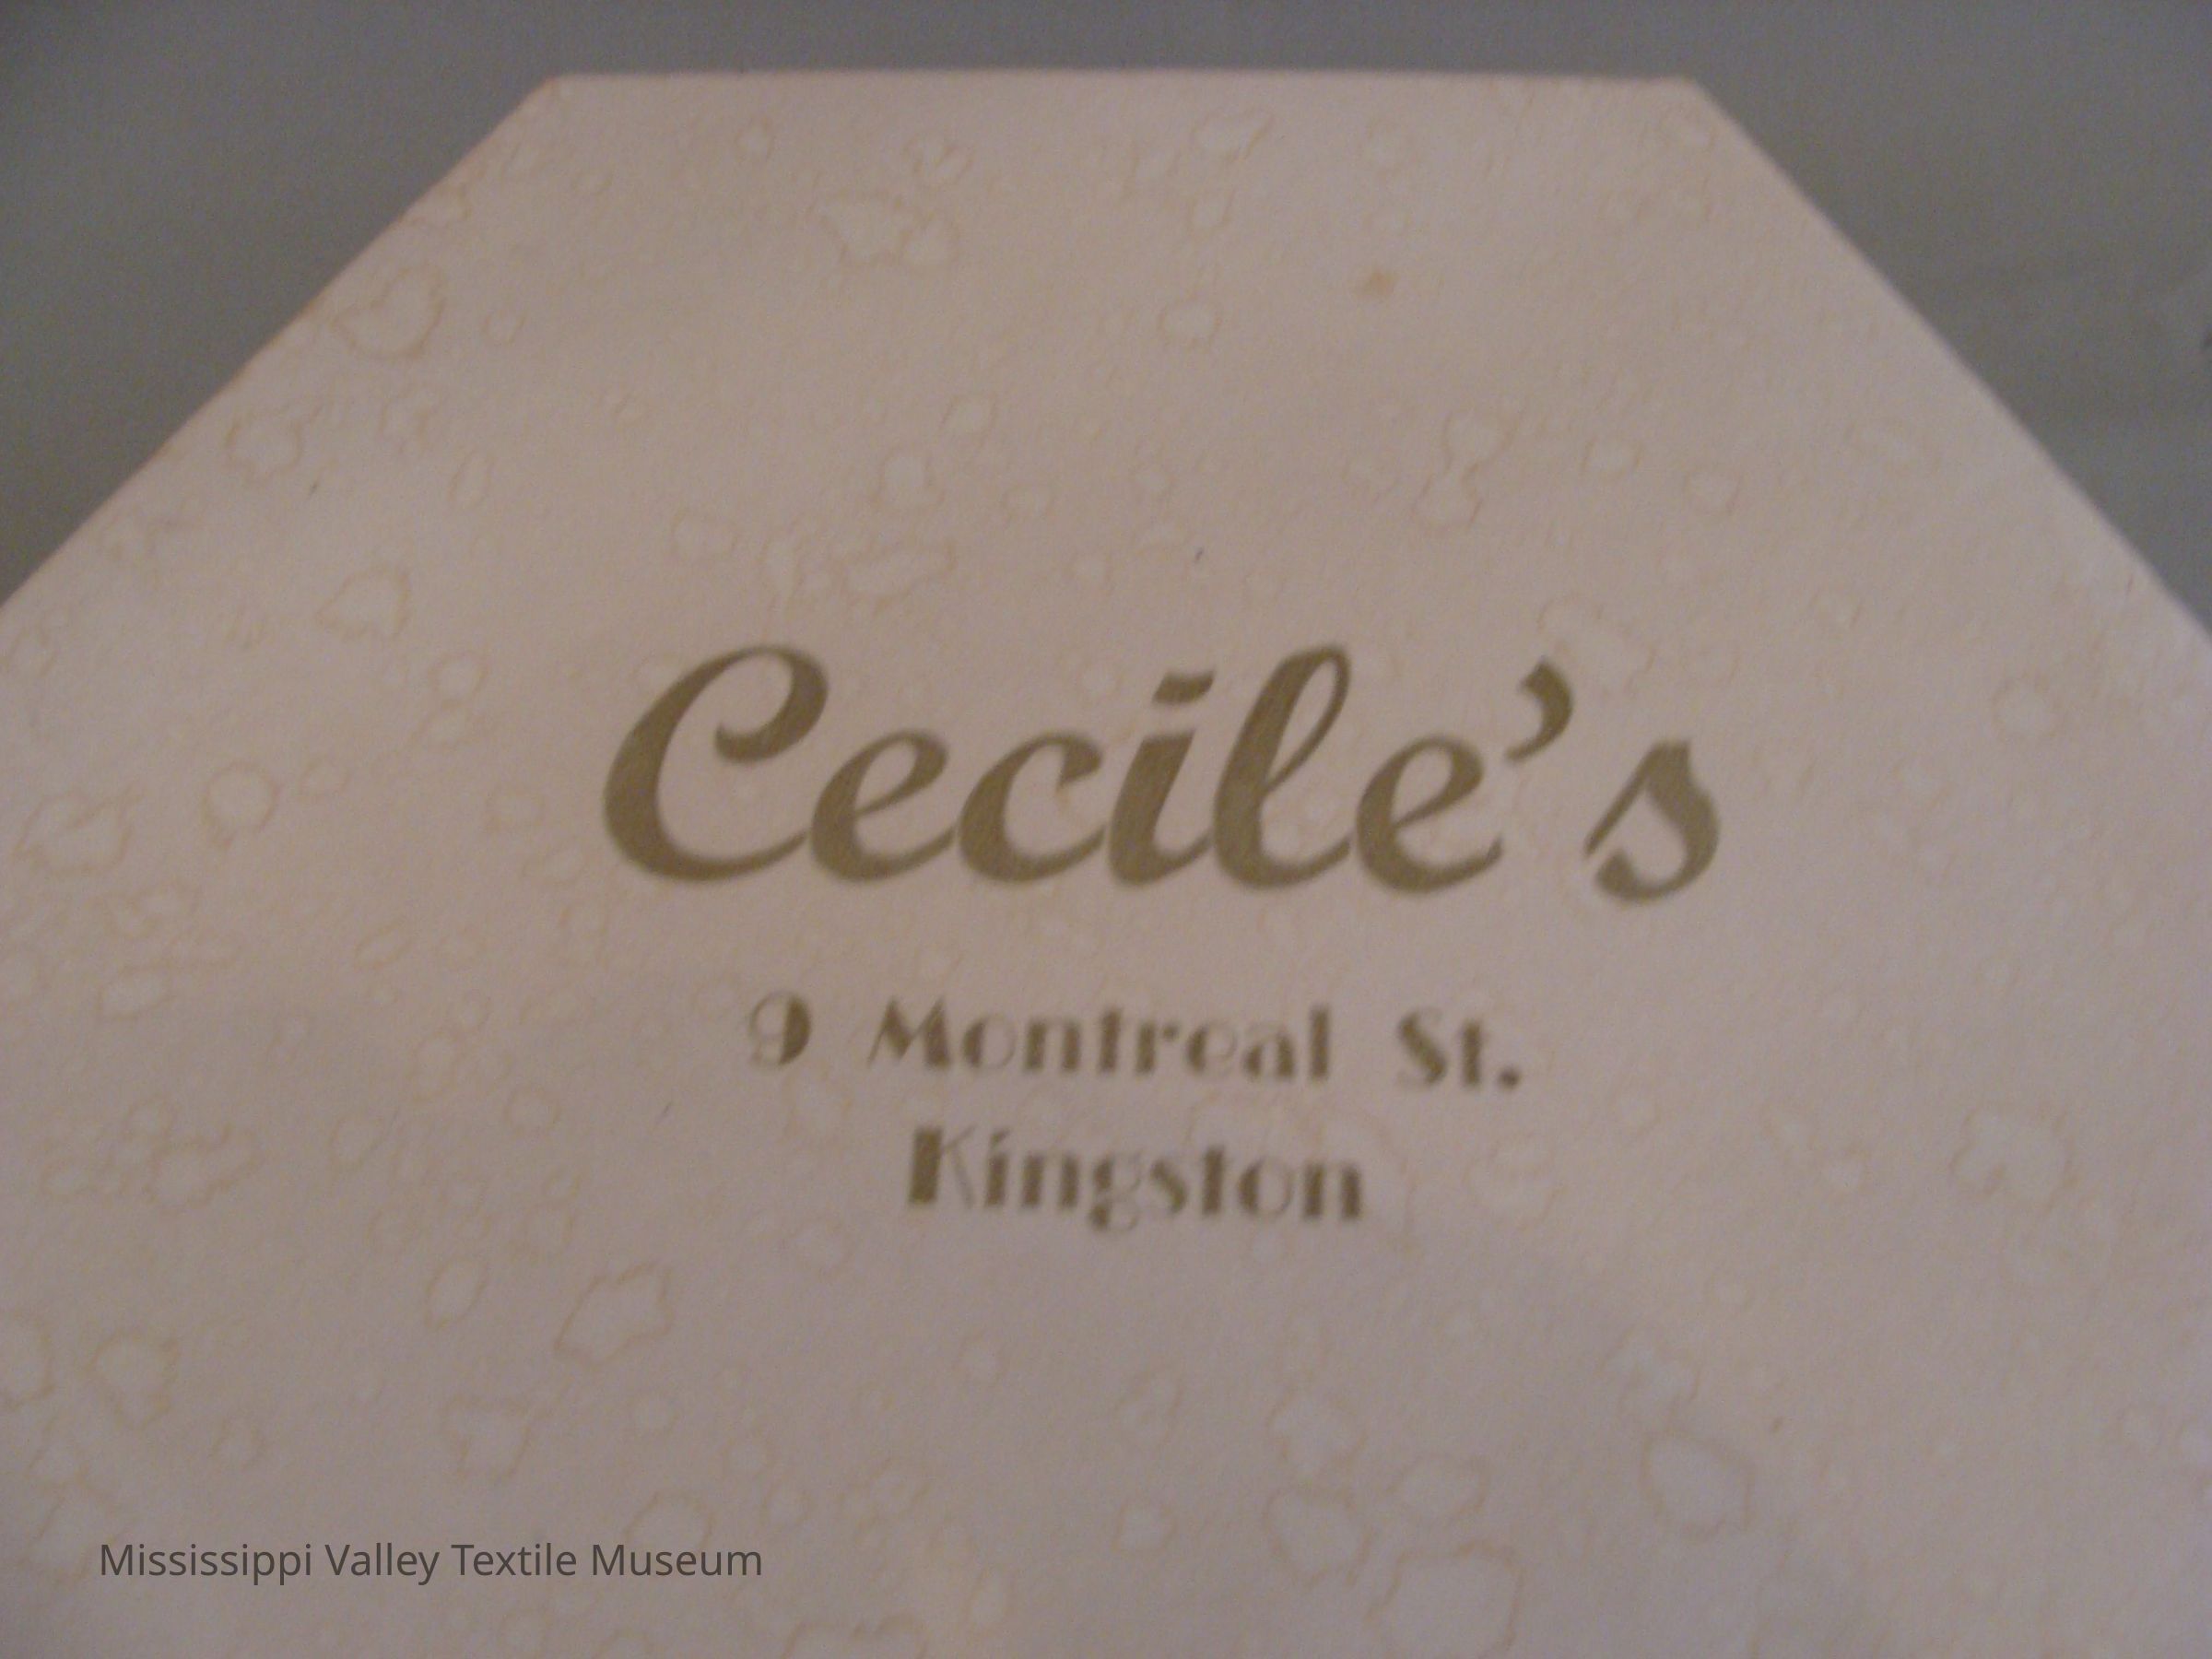 Cecile's
9 Montreal St.
Kingston
Mississippi Valley Textile Museum